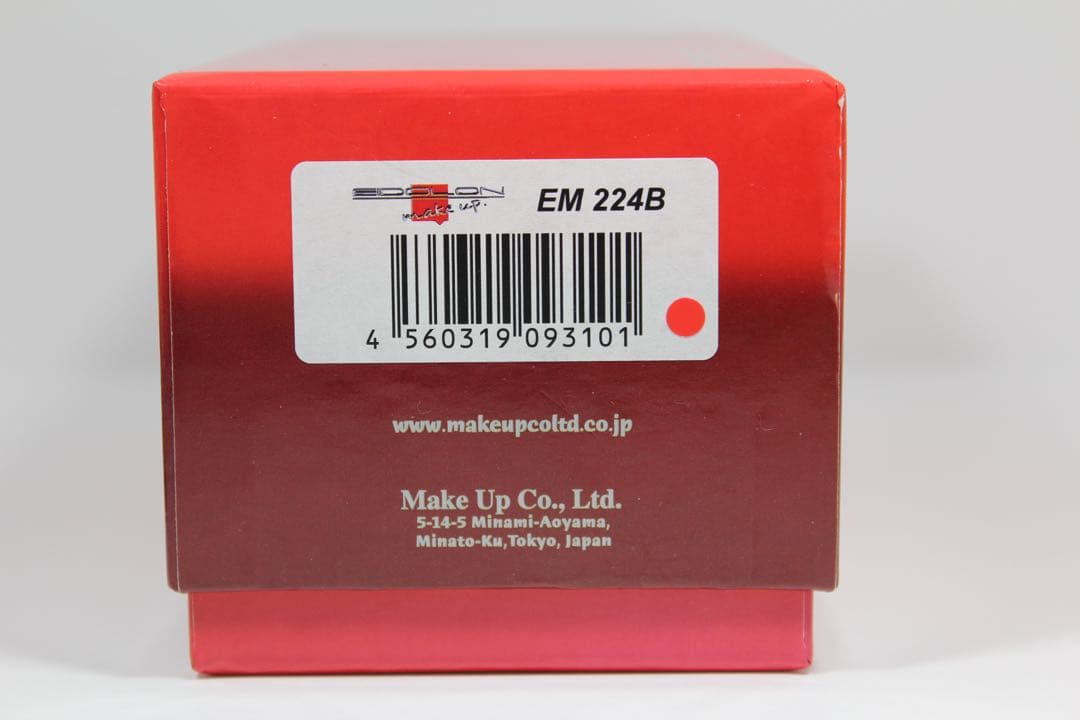 EIDOLON
make up.
EM 224B
4 560319 093101
www.makeupcoltd.co.jp
Make Up Co., Ltd.
5-14-5 Minami-Aoyama,
Minato-Ku,Tokyo, Japan